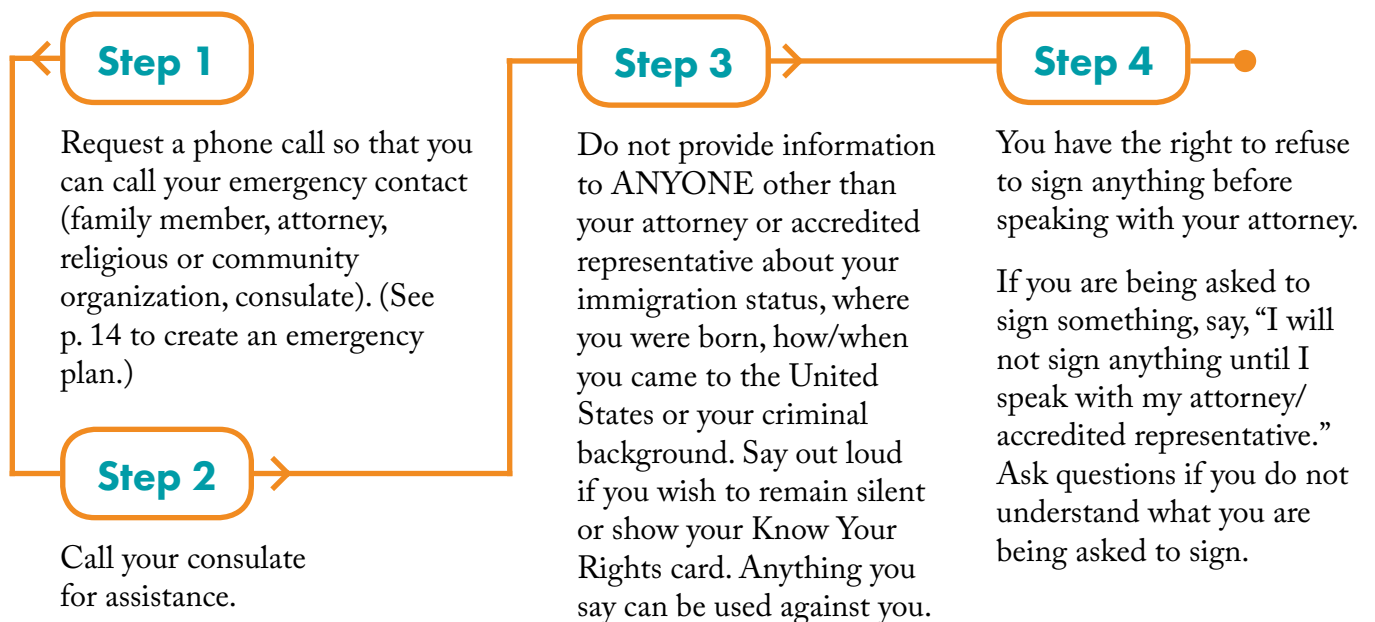 Step 1
Request a phone call so that you
can call your emergency contact
(family member, attorney,
religious or community
organization, consulate). (See
p. 14 to create an emergency
plan.)
Step 2
Call your consulate
for assistance.
Step 3
Do not provide information
to ANYONE other than
your attorney or accredited
representative about your
immigration status, where
you were born, how/when
you came to the United
States or your criminal
background. Say out loud
if you wish to remain silent
or show your Know Your
Rights card. Anything you
say can be used against you.
Step 4
You have the right to refuse
to sign anything before
speaking with your attorney.
If you are being asked to
sign something, say, “I will
not sign anything until I
speak with my attorney/
accredited representative.”
Ask questions if you do not
understand what you are
being asked to sign.